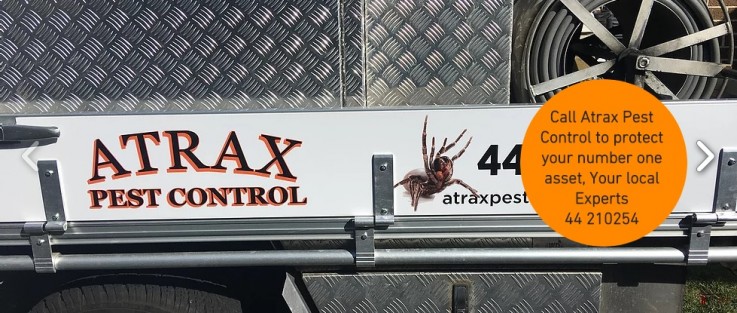 ATRAX
PEST CONTROL
44
atraxpest
Call Atrax Pest
Control to protect
your number one
asset, Your local
Experts
44 210254